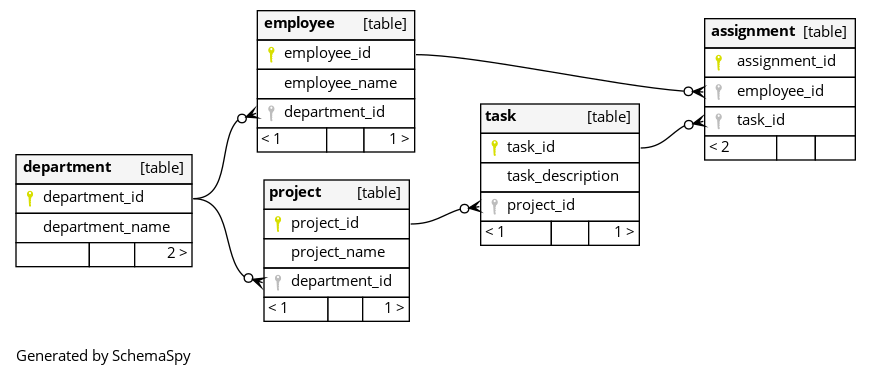 employee [table]
employee_id
employee_name
department_id
< 1 1 >
assignment [table]
assignment_id
employee_id
task_id
< 2
task [table]
task_id
task_description
project_id
< 1 1 >
department [table]
department_id
department_name
2 >
project [table]
project_id
project_name
department_id
< 1 1 >
Generated by SchemaSpy